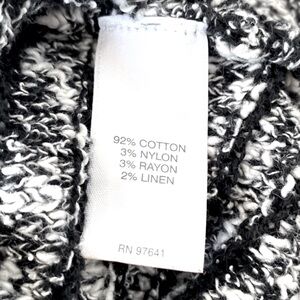 92% COTTON
3% NYLON
3% RAYON
2% LINEN
RN 97641